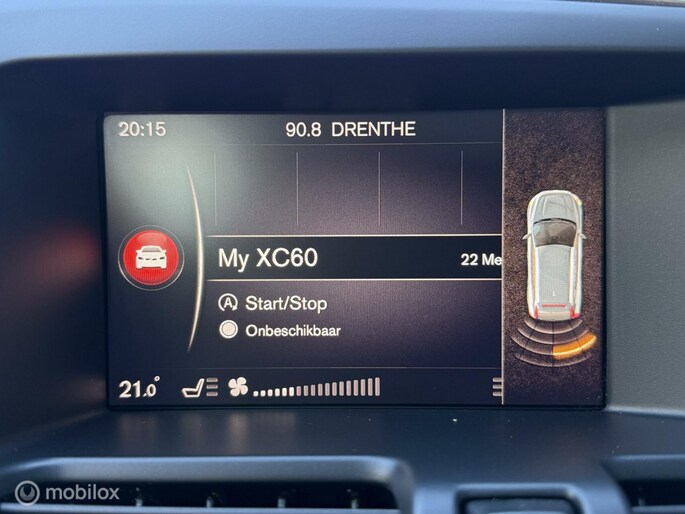 20:15
90.8 DRENTHE
My XC60
22 Me
Start/Stop
Onbeschikbaar
21.0°
mobilox